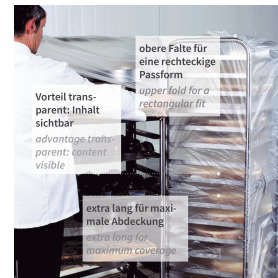 obere Falte für
eine rechteckige
Passform
upper fold for a
rectangular fit
Vorteil trans-
parent: Inhalt
sichtbar
advantage trans-
parent: content
visible
extra lang für maxi-
male Abdeckung
extra long for
maximum coverage